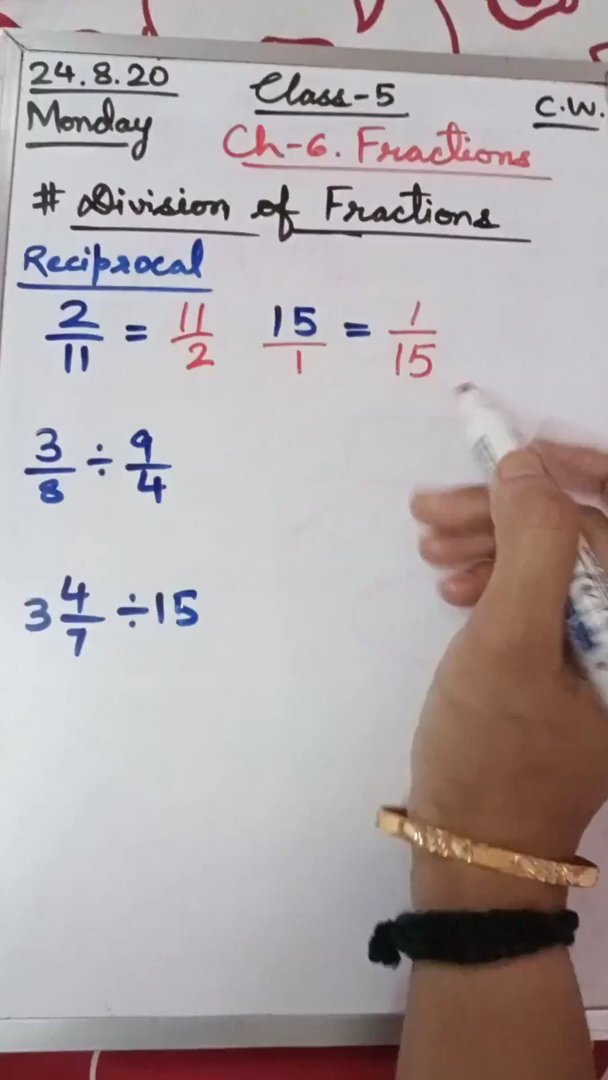 24.8.20 Class-5 C.W.
Monday Ch-6. Fractions
# Division of Fractions
Reciprocal
2/11 = 11/2 15/1 = 1/15
3/8 ÷ 9/4
3 4/7 ÷ 15